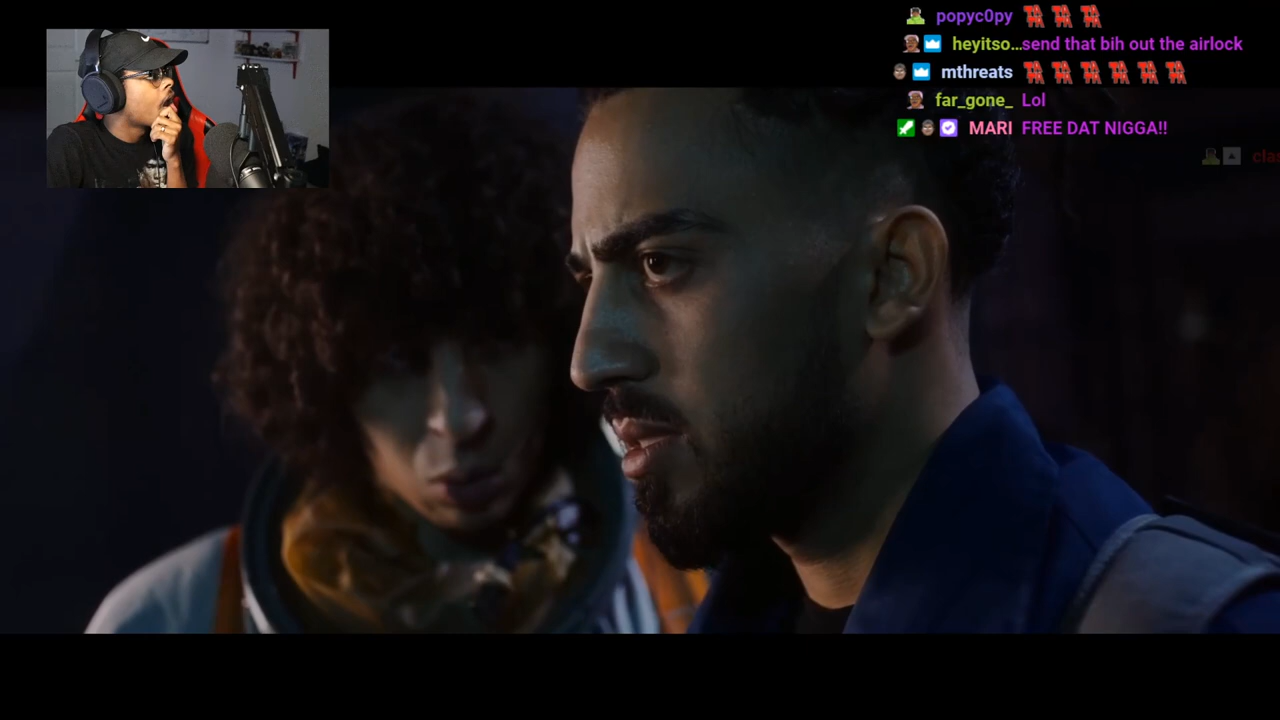 popyc0py
heyitso... send that bih out the airlock
mthreats
far_gone_ Lol
MARI FREE DAT NIGGA!!